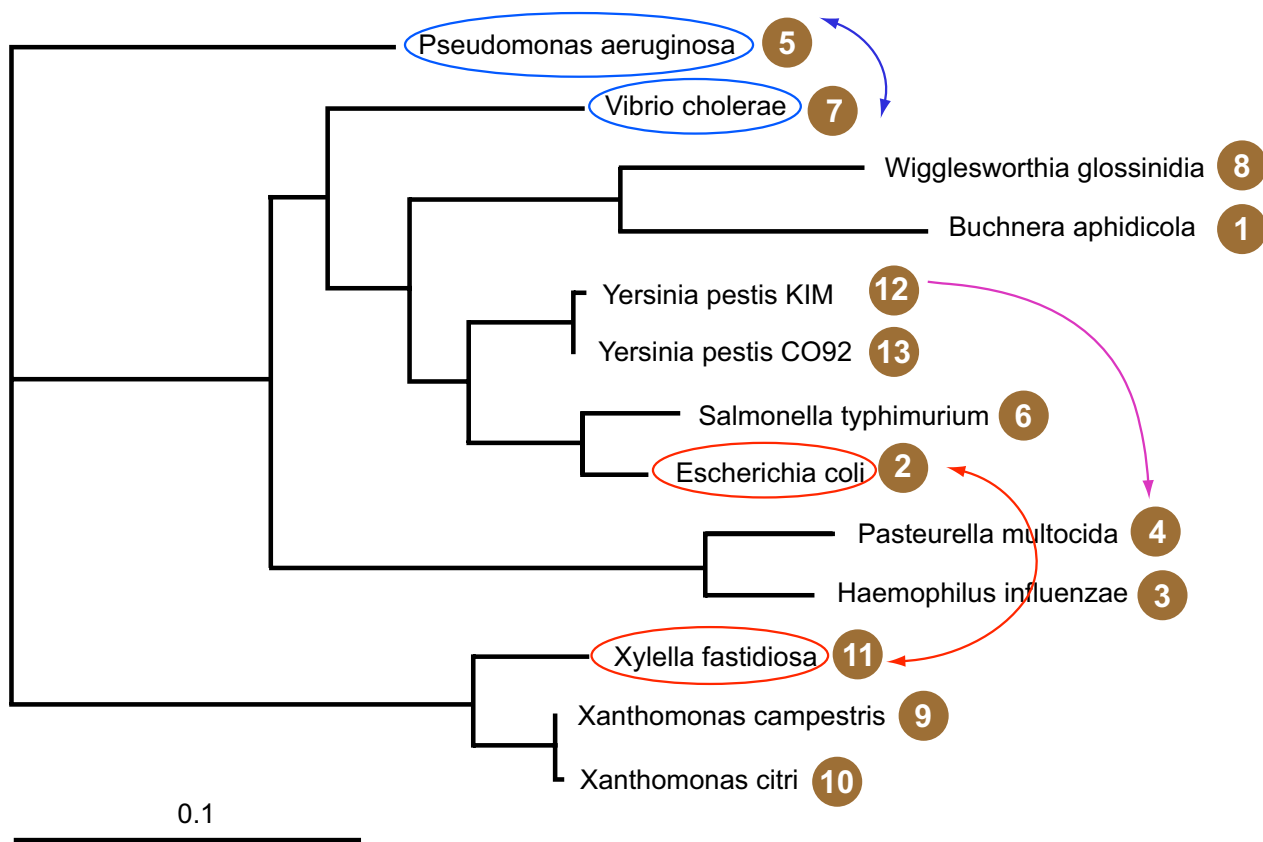 Pseudomonas aeruginosa 5
Vibrio cholerae 7
Wigglesworthia glossinidia 8
Buchnera aphidicola 1
Yersinia pestis KIM 12
Yersinia pestis CO92 13
Salmonella typhimurium 6
Escherichia coli 2
Pasteurella multocida 4
Haemophilus influenzae 3
Xylella fastidiosa 11
Xanthomonas campestris 9
Xanthomonas citri 10
0.1